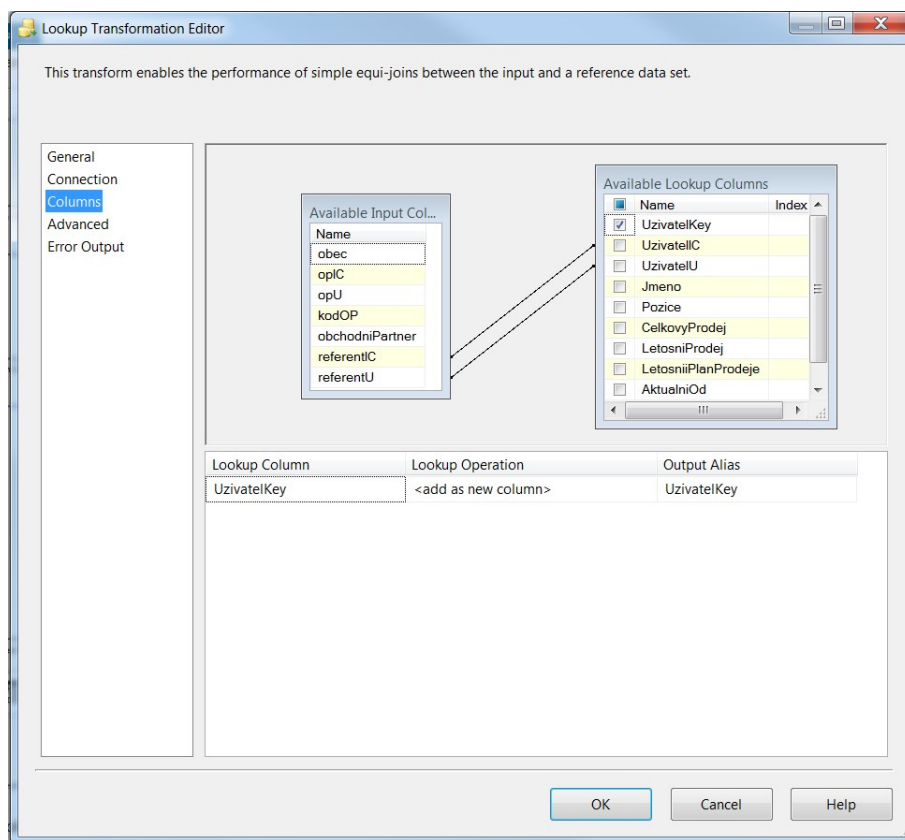 Lookup Transformation Editor
This transform enables the performance of simple equi-joins between the input and a reference data set.
General
Connection
Columns
Advanced
Error Output
Available Input Col...
Name
obec
opIC
opU
kodOP
obchodniPartner
referentIC
referentU
Available Lookup Columns
Name Index
UzivatelKey
UzivatelIC
UzivatelU
Jmeno
Pozice
CelkovyProdej
LetosniProdej
LetosniiPlanProdeje
AktualniOd
Lookup Column Lookup Operation Output Alias
UzivatelKey <add as new column> UzivatelKey
OK Cancel Help